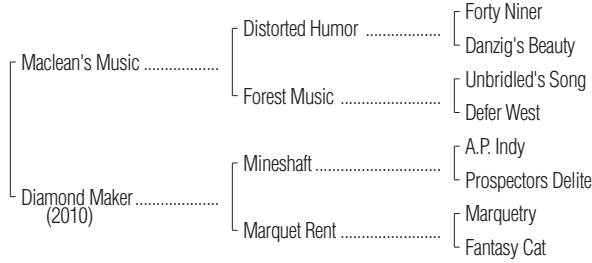 Forty Niner
Distorted Humor ..................
Danzig's Beauty
Maclean's Music ..................
Unbridled's Song
Forest Music ........................
Defer West
A.P. Indy
Mineshaft ..............................
Prospectors Delite
Diamond Maker ....................
(2010)
Marquetry
Marquet Rent ........................
Fantasy Cat